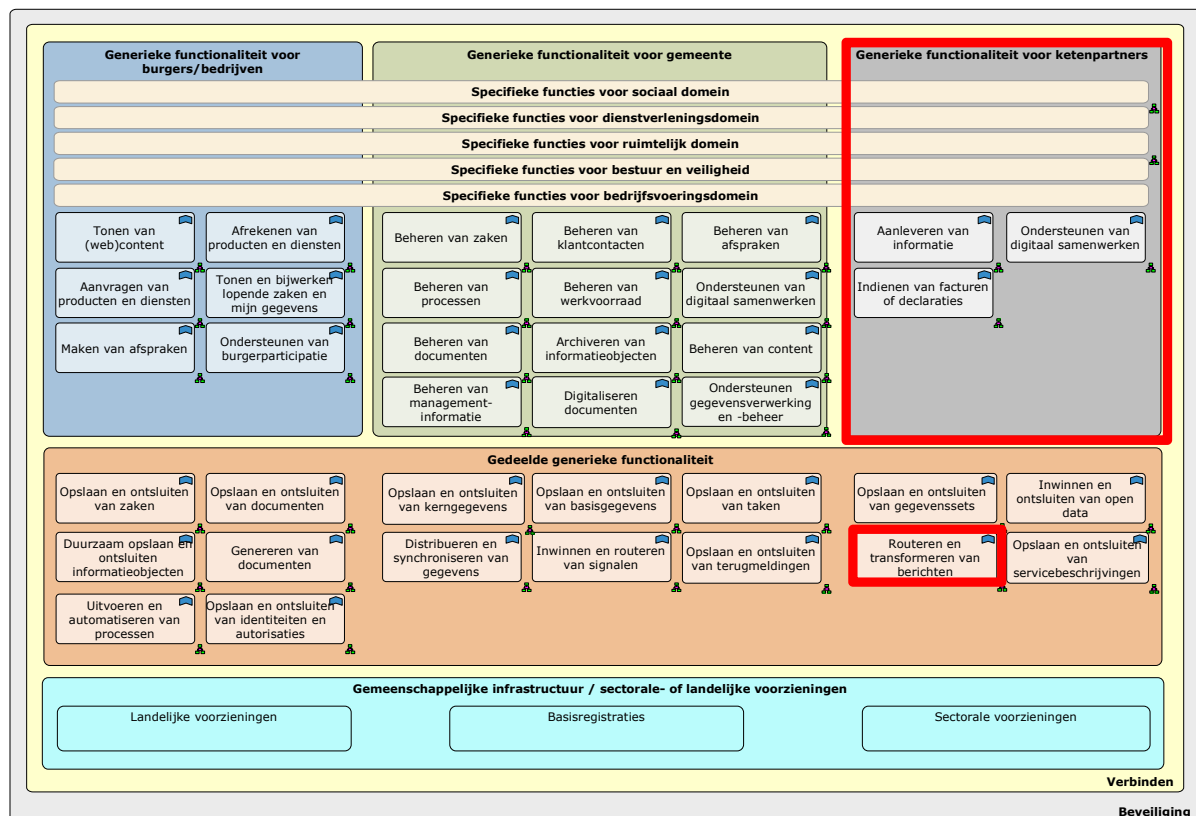 Generieke functionaliteit voor
burgers/bedrijven
Generieke functionaliteit voor gemeente
Generieke functionaliteit voor ketenpartners
Specifieke functies voor sociaal domein
Specifieke functies voor dienstverleningsdomein
Specifieke functies voor ruimtelijk domein
Specifieke functies voor bestuur en veiligheid
Specifieke functies voor bedrijfsvoeringsdomein
Tonen van
(web)content
Afrekenen van
producten en diensten
Aanvragen van
producten en diensten
Tonen en bijwerken
lopende zaken en
mijn gegevens
Maken van afspraken
Ondersteunen van
burgerparticipatie
Beheren van zaken
Beheren van
klantcontacten
Beheren van
afspraken
Beheren van
processen
Beheren van
werkvoorraad
Ondersteunen van
digitaal samenwerken
Beheren van
documenten
Archiveren van
informatieobjecten
Beheren van content
Beheren van
management-
informatie
Digitaliseren
documenten
Ondersteunen
gegevensverwerking
en -beheer
Aanleveren van
informatie
Ondersteunen van
digitaal samenwerken
Indienen van facturen
of declaraties
Gedeelde generieke functionaliteit
Opslaan en ontsluiten
van zaken
Opslaan en ontsluiten
van documenten
Opslaan en ontsluiten
van kerngegevens
Opslaan en ontsluiten
van basisgegevens
Opslaan en ontsluiten
van taken
Opslaan en ontsluiten
van gegevenssets
Inwinnen en
ontsluiten van open
data
Duurzaam opslaan en
ontsluiten
informatieobjecten
Genereren van
documenten
Distribueren en
synchroniseren van
gegevens
Inwinnen en routeren
van signalen
Opslaan en ontsluiten
van terugmeldingen
Routeren en
transformeren van
berichten
Opslaan en ontsluiten
van
servicebeschrijvingen
Uitvoeren en
automatiseren van
processen
Opslaan en ontsluiten
van identiteiten en
autorisaties
Gemeenschappelijke infrastructuur / sectorale- of landelijke voorzieningen
Landelijke voorzieningen
Basisregistraties
Sectorale voorzieningen
Verbinden
Beveiliging